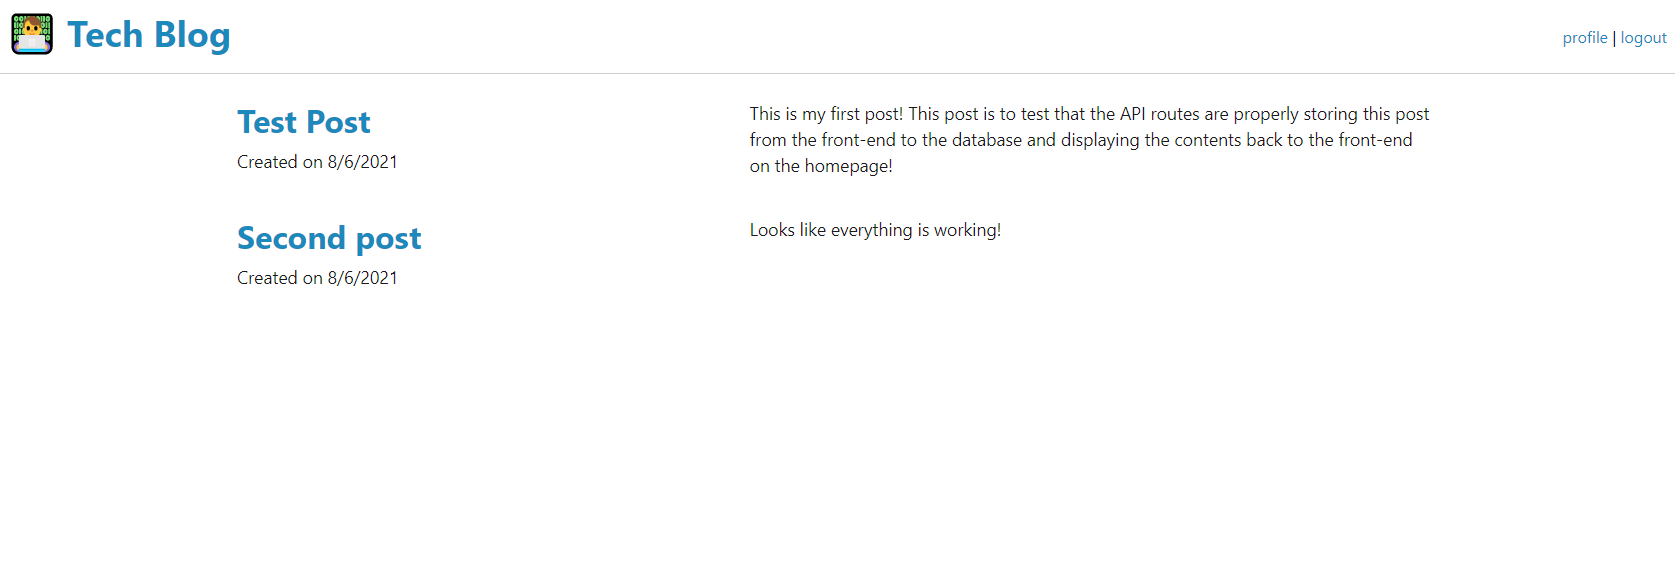 Tech Blog
profile | logout
Test Post
Created on 8/6/2021
This is my first post! This post is to test that the API routes are properly storing this post
from the front-end to the database and displaying the contents back to the front-end
on the homepage!
Second post
Created on 8/6/2021
Looks like everything is working!